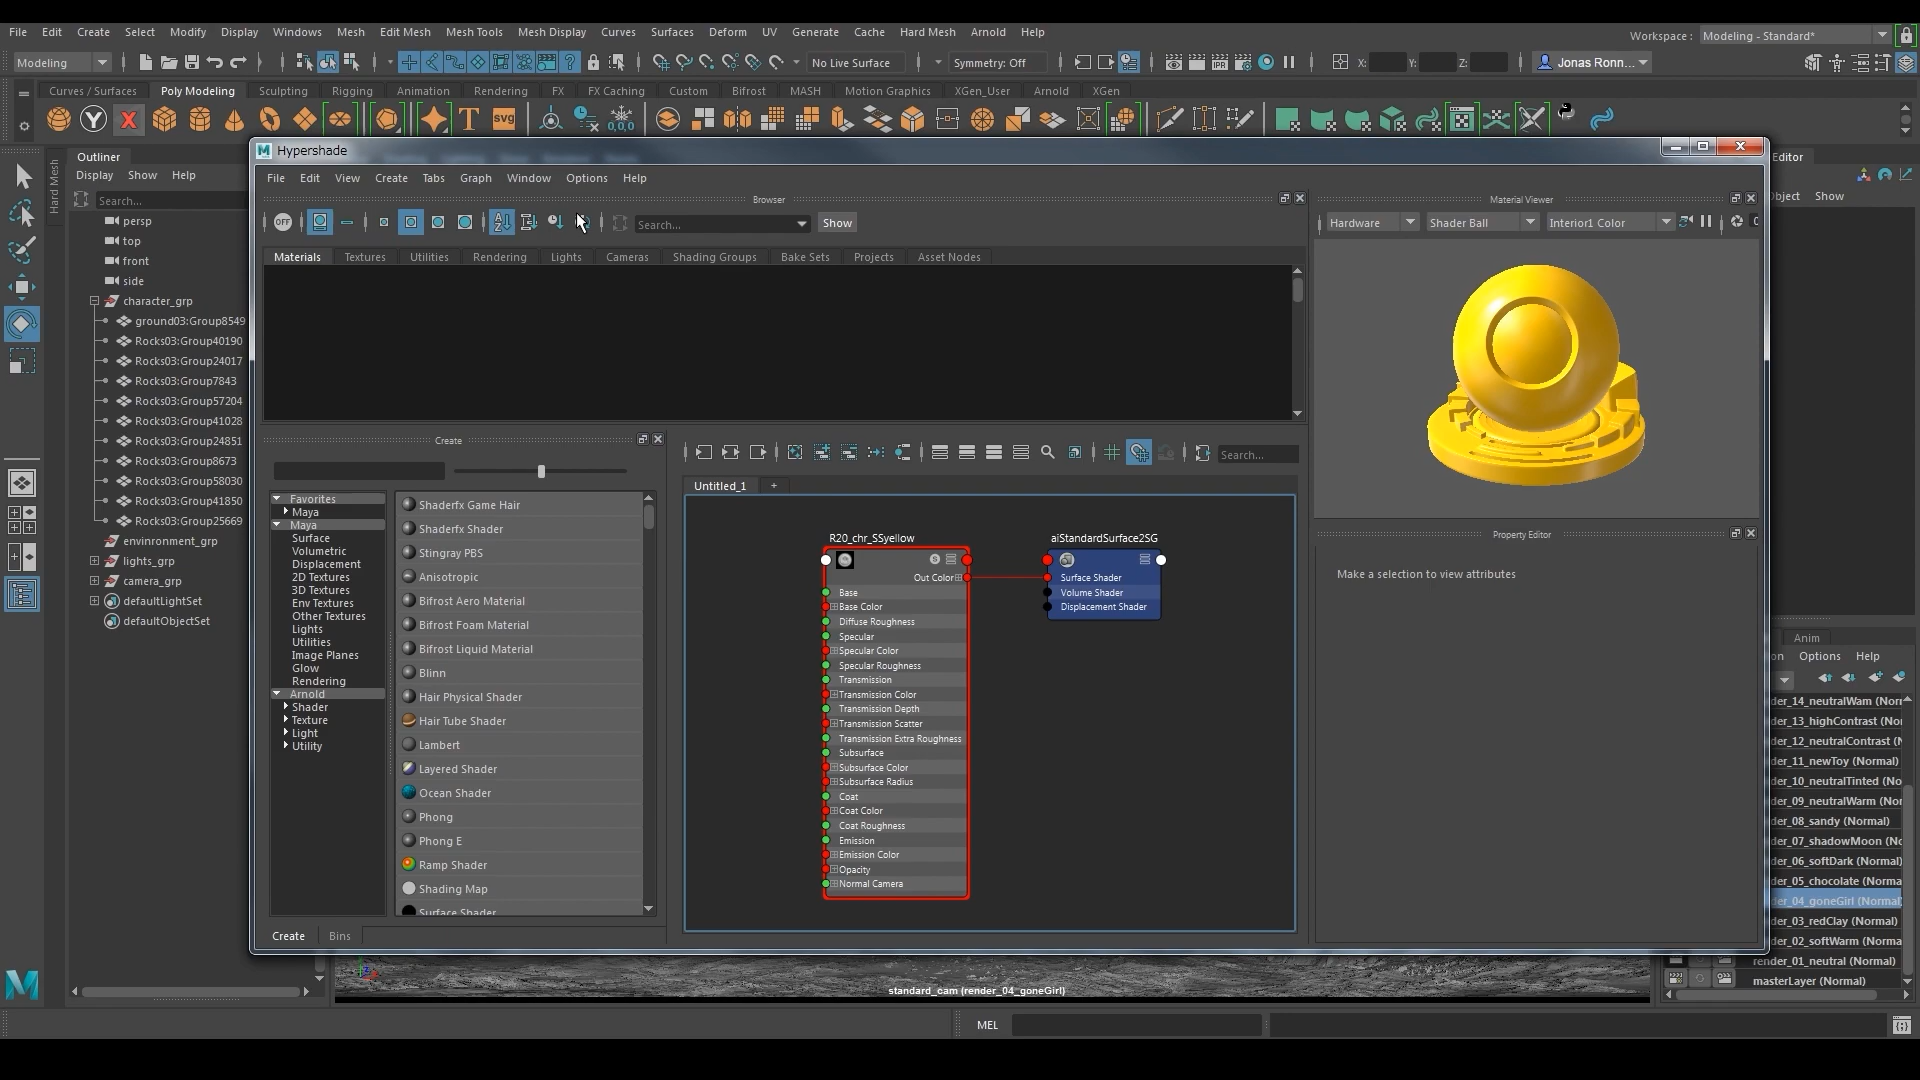 File Edit Create Select Modify Display Windows Mesh Edit Mesh Mesh Tools Mesh Display Curves Surfaces Deform UV Generate Cache Hard Mesh Arnold Help
Workspace : Modeling - Standard*
Modeling No Live Surface Symmetry: Off X: Y: Z: Jonas Ronn...
Curves / Surfaces Poly Modeling Sculpting Rigging Animation Rendering FX FX Caching Custom Bifrost MASH Motion Graphics XGen_User Arnold XGen
T svg 0,0,0
Hypershade
Outliner
Editor
Hard Mesh
Display Show Help
File Edit View Create Tabs Graph Window Options Help
Object Show
Search...
Browser
Material Viewer
OFF
Search... Show
Hardware Shader Ball Interior1 Color
Materials Textures Utilities Rendering Lights Cameras Shading Groups Bake Sets Projects Asset Nodes
persp
top
front
side
character_grp
ground03:Group8549
Rocks03:Group40190
Rocks03:Group24017
Rocks03:Group7843
Rocks03:Group57204
Rocks03:Group41028
Rocks03:Group24851
Rocks03:Group8673
Rocks03:Group58030
Rocks03:Group41850
Rocks03:Group25669
envinronment_grp
lights_grp
camera_grp
defaultLightSet
defaultObjectSet
Create
Search...
Untitled_1 +
Favorites
Maya
Maya
Surface
Volumetric
Displacement
2D Textures
3D Textures
Env Textures
Other Textures
Lights
Utilities
Image Planes
Glow
Rendering
Arnold
Shader
Texture
Light
Utility
Shaderfx Game Hair
Shaderfx Shader
Stingray PBS
Anisotropic
Bifrost Aero Material
Bifrost Foam Material
Bifrost Liquid Material
Blinn
Hair Physical Shader
Hair Tube Shader
Lambert
Layered Shader
Ocean Shader
Phong
Phong E
Ramp Shader
Shading Map
Surface Shader
Create Bins
R20_chr_SSyellow
Out Color
Base
Base Color
Diffuse Roughness
Specular
Specular Color
Specular Roughness
Transmission
Transmission Color
Transmission Depth
Transmission Scatter
Transmission Extra Roughness
Subsurface
Subsurface Color
Subsurface Radius
Coat
Coat Color
Coat Roughness
Emission
Emission Color
Opacity
Normal Camera
aiStandardSurface2SG
Surface Shader
Volume Shader
Displacement Shader
Property Editor
Make a selection to view attributes
Anim
on Options Help
der_14_neutralWam (Norr
der_13_highContrast (Nor
der_12_neutralContrast (N
der_11_newToy (Normal)
der_10_neutralTinted (No
der_09_neutralWarm (Nor
der_08_sandy (Normal)
der_07_shadowMoon (No
der_06_softDark (Normal)
der_05_chocolate (Norma
der_04_goneGirl (Normal)
der_03_redClay (Normal)
der_02_softWarm (Norma
render_01_neutral (Normal)
masterLayer (Normal)
standard_cam (render_04_goneGirl)
MEL